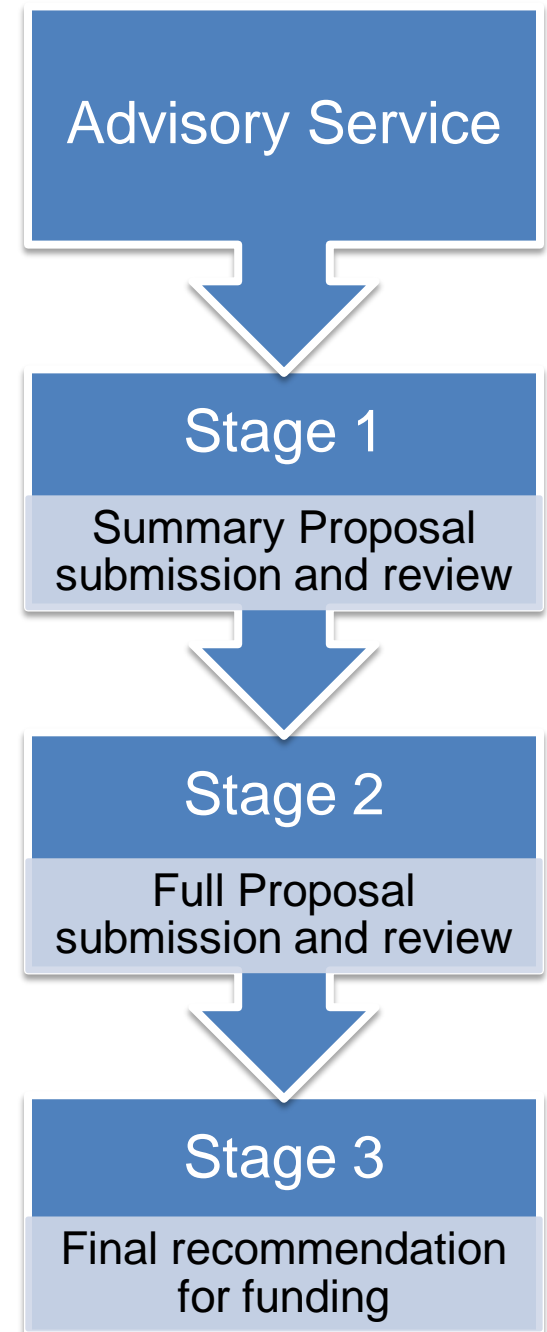 Advisory Service
Stage 1
Summary Proposal
submission and review
Stage 2
Full Proposal
submission and review
Stage 3
Final recommendation
for funding